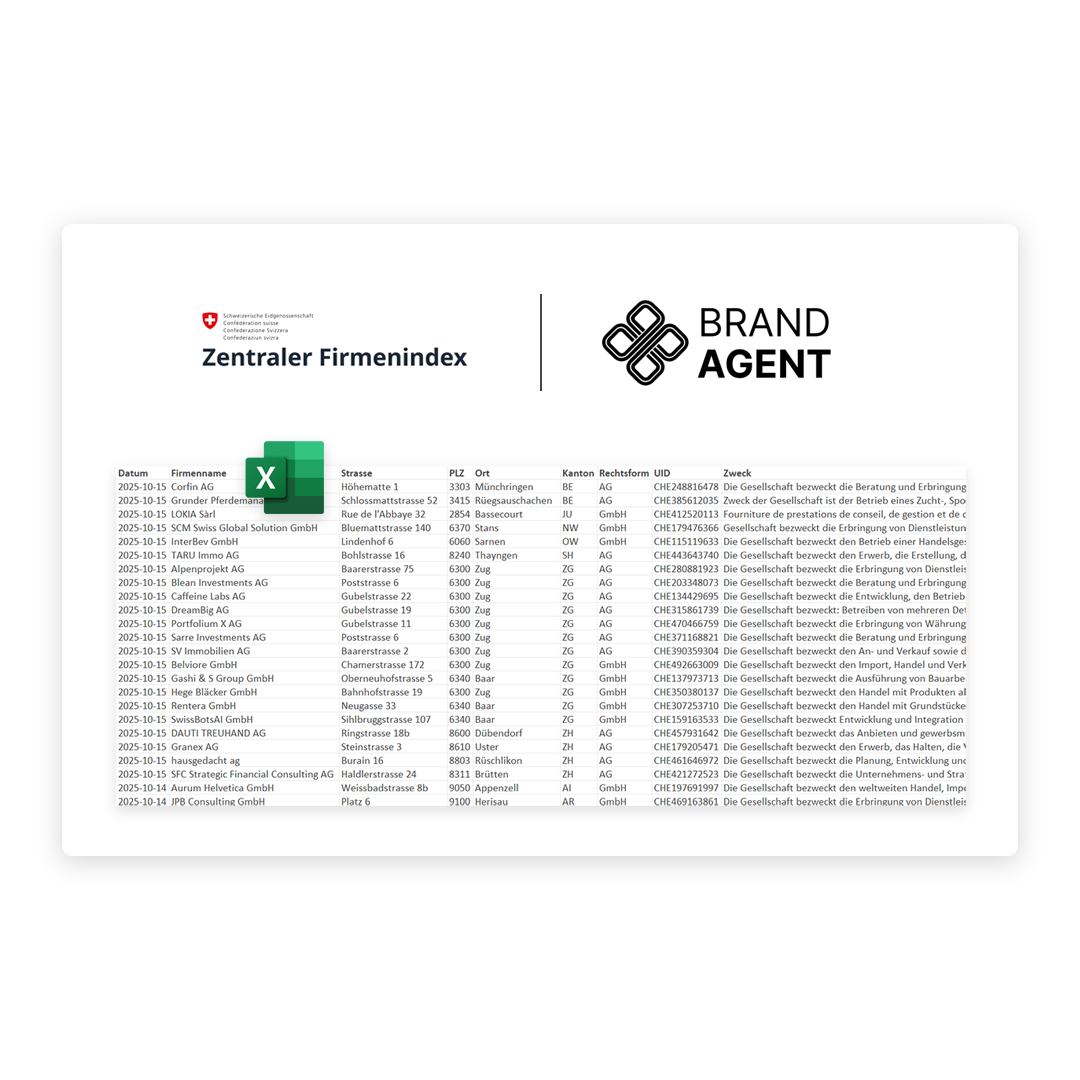 Schweizerische Eidgenossenschaft
Confédération suisse
Confederazione Svizzera
Confederaziun svizra
Zentraler Firmenindex
BRAND
AGENT
X
Datum Firmenname Strasse PLZ Ort Kanton Rechtsform UID Zweck
2025-10-15 Corfin AG Höhematte 1 3303 Münchringen BE AG CHE248816478 Die Gesellschaft bezweckt die Beratung und Erbringung
2025-10-15 Grunder Pferdemana Schlossmattstrasse 52 3415 Rüegsauschachen BE AG CHE385612035 Zweck der Gesellschaft ist der Betrieb eines Zucht-, Spo
2025-10-15 LOKIA Sàrl Rue de l'Abbaye 32 2854 Bassecourt JU GmbH CHE412520113 Fourniture de prestations de conseil, de gestion et de c
2025-10-15 SCM Swiss Global Solution GmbH Bluemattstrasse 140 6370 Stans NW GmbH CHE179476366 Gesellschaft bezweckt die Erbringung von Dienstleistun
2025-10-15 InterBev GmbH Lindenhof 6 6060 Sarnen OW GmbH CHE115119633 Die Gesellschaft bezweckt den Betrieb einer Handelsges
2025-10-15 TARU Immo AG Bohlstrasse 16 8240 Thayngen SH AG CHE443643740 Die Gesellschaft bezweckt den Erwerb, die Erstellung, d
2025-10-15 Alpenprojekt AG Baarerstrasse 75 6300 Zug ZG AG CHE280881923 Die Gesellschaft bezweckt die Erbringung von Dienstleis
2025-10-15 Blean Investments AG Poststrasse 6 6300 Zug ZG AG CHE203348073 Die Gesellschaft bezweckt die Beratung und Erbringung
2025-10-15 Caffeine Labs AG Gubelstrasse 22 6300 Zug ZG AG CHE134429695 Die Gesellschaft bezweckt die Entwicklung, den Betrieb
2025-10-15 DreamBig AG Gubelstrasse 19 6300 Zug ZG AG CHE315861739 Die Gesellschaft bezweckt: Betreiben von mehreren Det
2025-10-15 Portfolium X AG Gubelstrasse 11 6300 Zug ZG AG CHE470466759 Die Gesellschaft bezweckt die Erbringung von Währung
2025-10-15 Sarre Investments AG Poststrasse 6 6300 Zug ZG AG CHE371168821 Die Gesellschaft bezweckt die Beratung und Erbringung
2025-10-15 SV Immobilien AG Baarerstrasse 2 6300 Zug ZG AG CHE390359304 Die Gesellschaft bezweckt den An- und Verkauf sowie d
2025-10-15 Belviore GmbH Chamerstrasse 172 6300 Zug ZG GmbH CHE492663009 Die Gesellschaft bezweckt den Import, Handel und Verk
2025-10-15 Gashi & S Group GmbH Oberneuhofstrasse 5 6340 Baar ZG GmbH CHE137973713 Die Gesellschaft bezweckt die Ausführung von Bauarbe
2025-10-15 Hege Bläcker GmbH Bahnhofstrasse 19 6300 Zug ZG GmbH CHE350380137 Die Gesellschaft bezweckt den Handel mit Produkten al
2025-10-15 Rentera GmbH Neugasse 33 6340 Baar ZG GmbH CHE307253710 Die Gesellschaft bezweckt den Handel mit Grundstücke
2025-10-15 SwissBotsAI GmbH Sihlbruggstrasse 107 6340 Baar ZG GmbH CHE159163533 Die Gesellschaft bezweckt Entwicklung und Integration
2025-10-15 DAUTI TREUHAND AG Ringstrasse 18b 8600 Dübendorf ZH AG CHE457931642 Die Gesellschaft bezweckt das Anbieten und gewerbsm
2025-10-15 Granex AG Steinstrasse 3 8610 Uster ZH AG CHE179205471 Die Gesellschaft bezweckt den Erwerb, das Halten, die V
2025-10-15 hausgedacht ag Burain 16 8803 Rüschlikon ZH AG CHE461646972 Die Gesellschaft bezweckt die Planung, Entwicklung und
2025-10-15 SFC Strategic Financial Consulting AG Haldlerstrasse 24 8311 Brütten ZH AG CHE421272523 Die Gesellschaft bezweckt die Unternehmens- und Stra
2025-10-14 Aurum Helvetica GmbH Weissbadstrasse 8b 9050 Appenzell AI GmbH CHE197691997 Die Gesellschaft bezweckt den weltweiten Handel, Impo
2025-10-14 JPB Consulting GmbH Platz 6 9100 Herisau AR GmbH CHE469163861 Die Gesellschaft bezweckt die Erbringung von Dienstleis